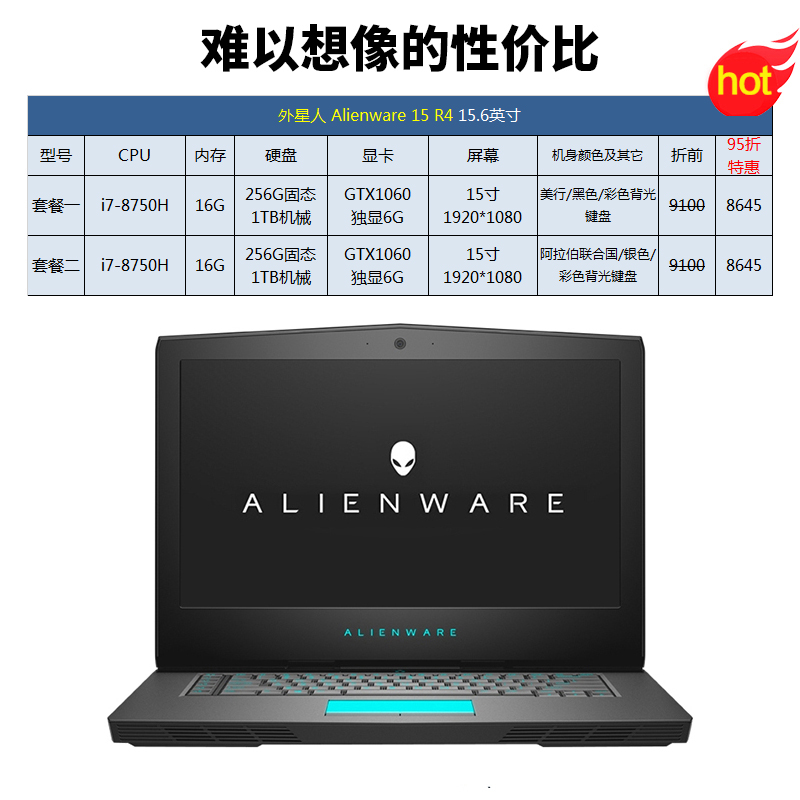 难以想像的性价比
hot
外星人 Alienware 15 R4 15.6英寸
型号 CPU 内存 硬盘 显卡 屏幕 机身颜色及其它 折前 95折
特惠
套餐一 i7-8750H 16G 256G固态 GTX1060 15寸 美行/黑色/彩色背光 9100 8645
1TB机械 独显6G 1920*1080 键盘
套餐二 i7-8750H 16G 256G固态 GTX1060 15寸 阿拉伯联合国/银色/ 9100 8645
1TB机械 独显6G 1920*1080 彩色背光键盘
ALIENWARE
ALIENWARE